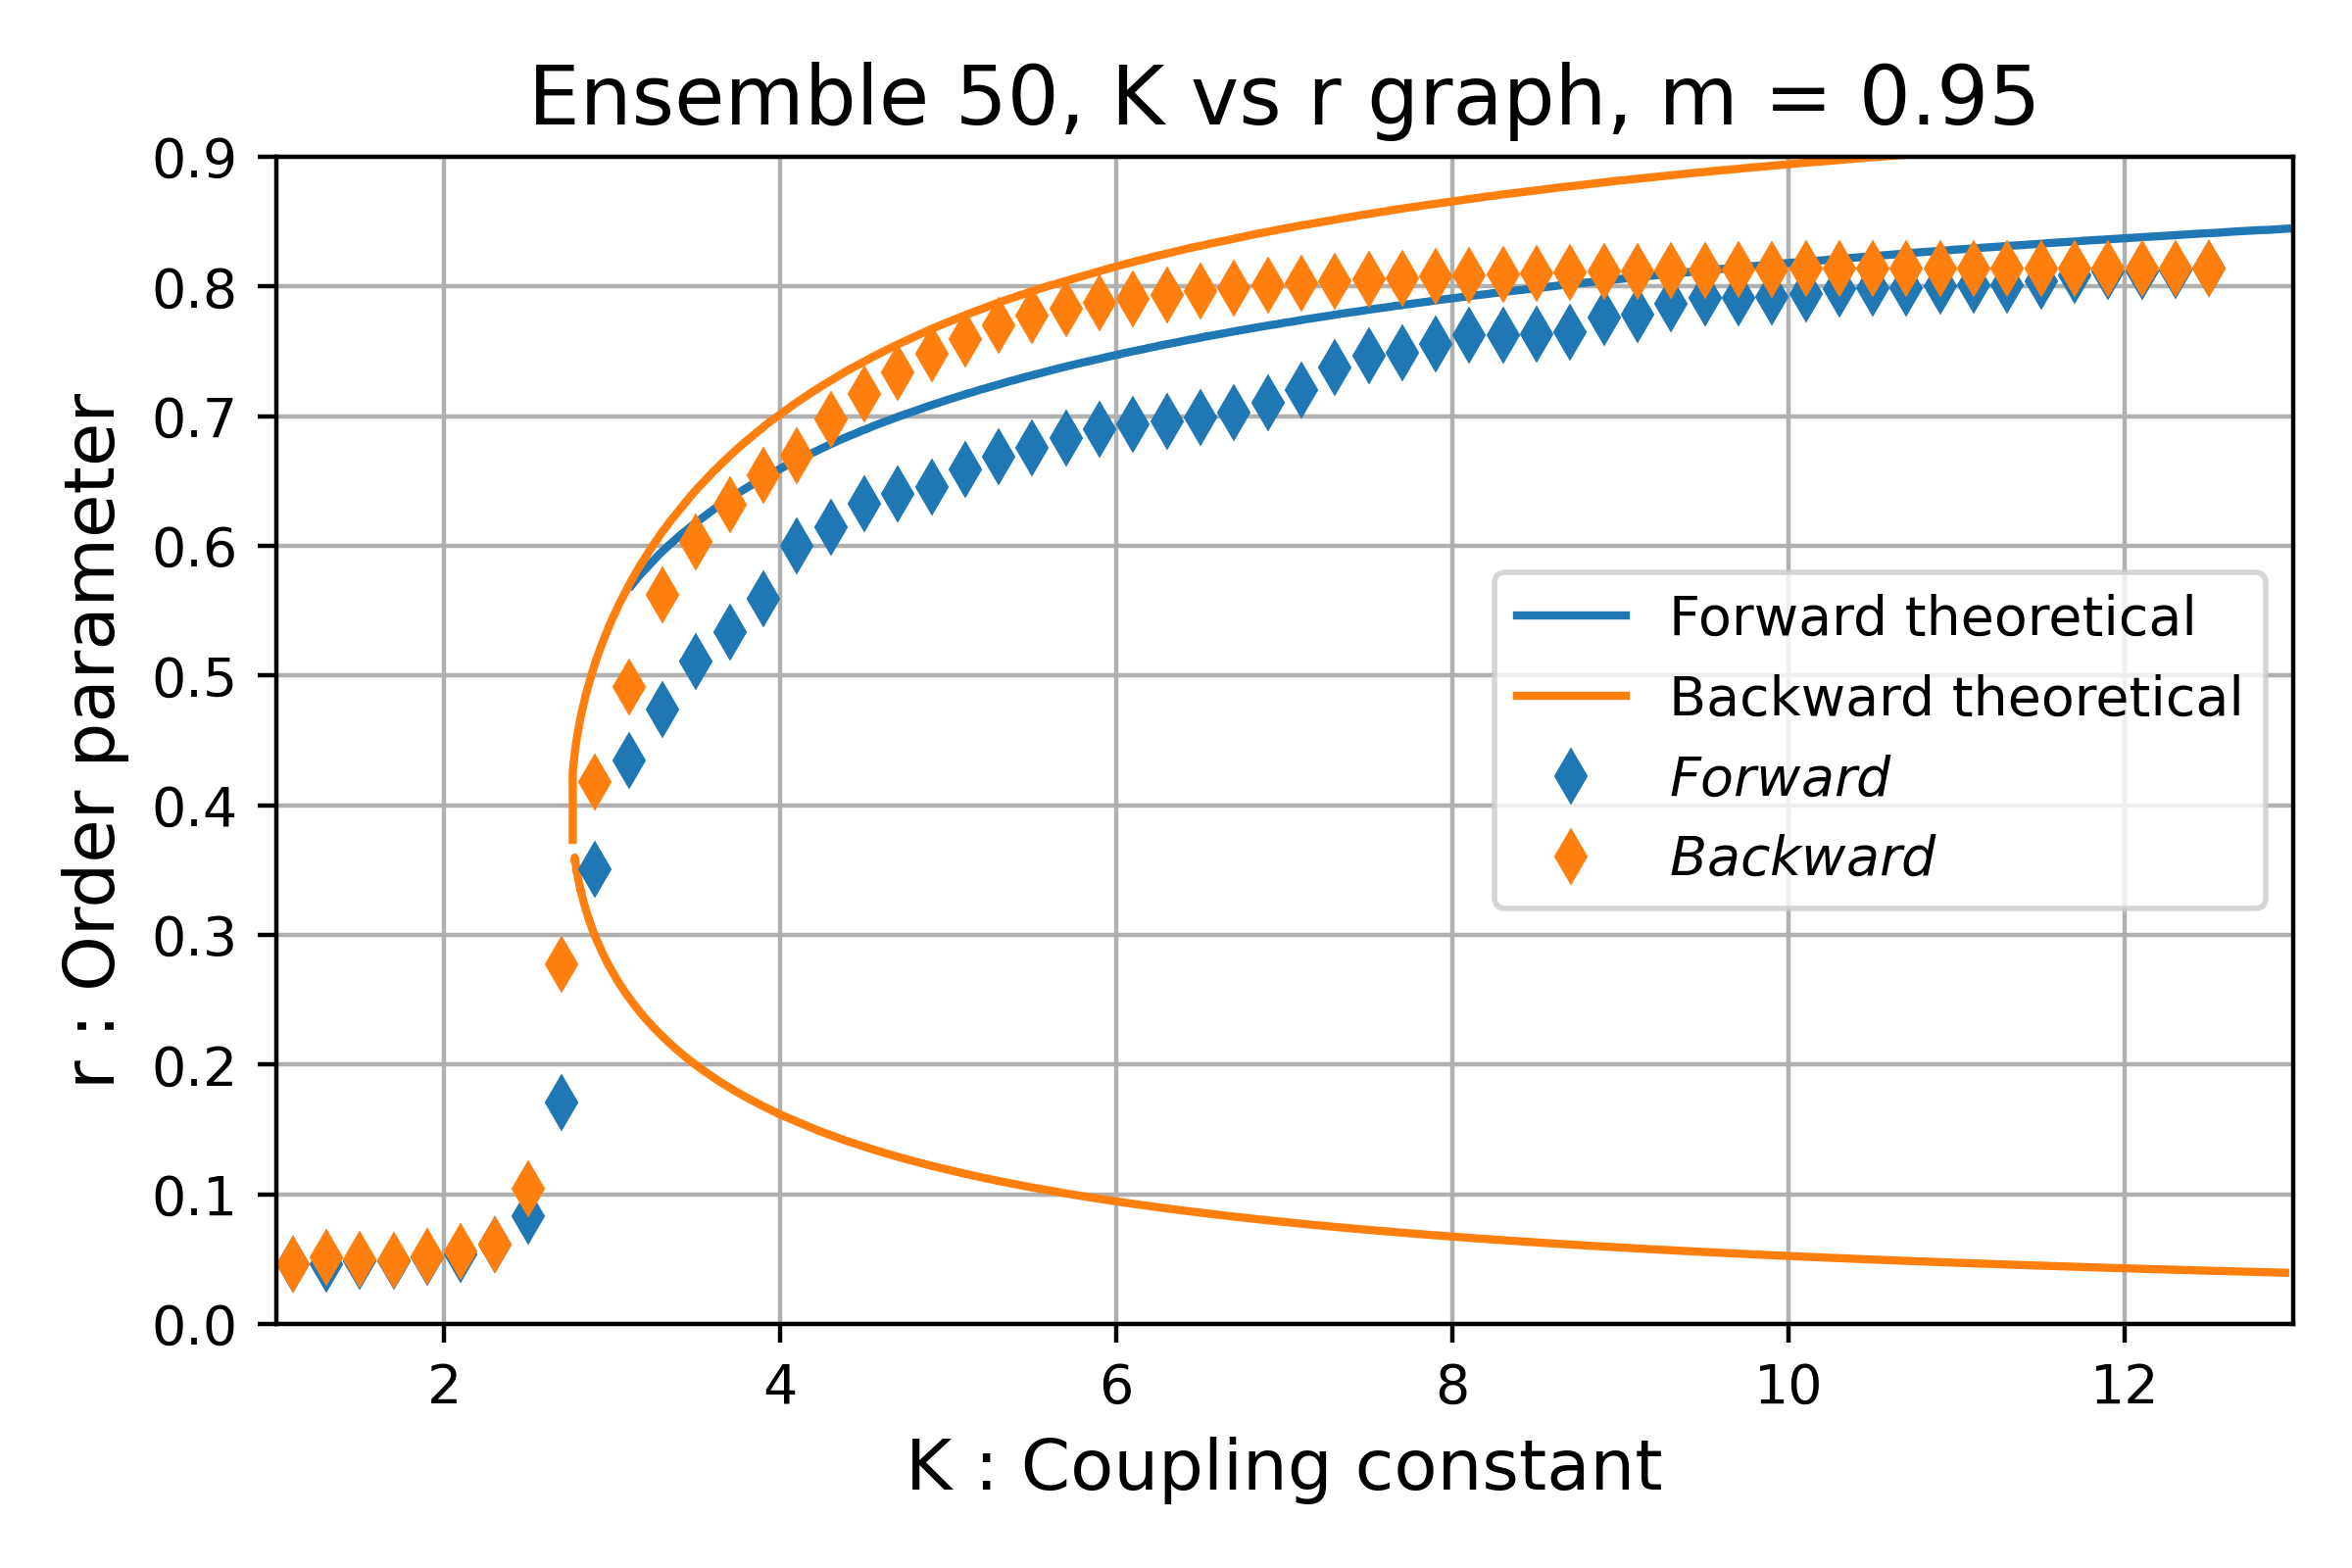 Ensemble 50, K vs r graph, m = 0.95
0.9
0.8
0.7
0.6
0.5
0.4
0.3
0.2
0.1
0.0
r : Order parameter
Forward theoretical
Backward theoretical
Forward
Backward
2 4 6 8 10 12
K : Coupling constant